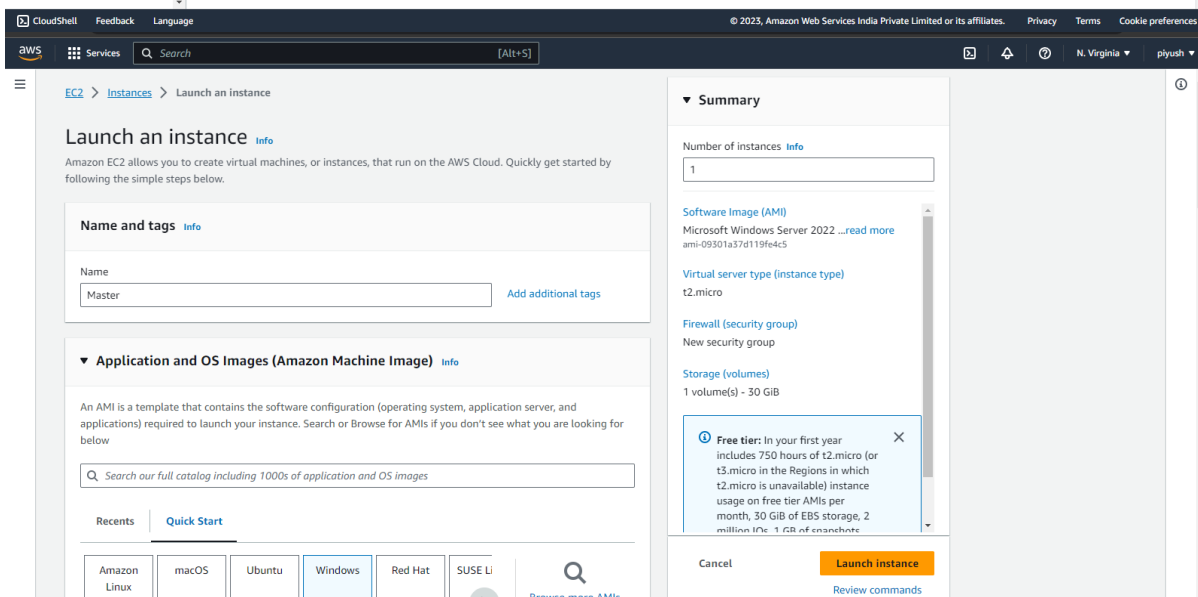 CloudShell Feedback Language © 2023, Amazon Web Services India Private Limited or its affiliates. Privacy Terms Cookie preferences
aws Services Search [Alt+S] N. Virginia piyush
EC2 > Instances > Launch an instance
Launch an instance Info
Amazon EC2 allows you to create virtual machines, or instances, that run on the AWS Cloud. Quickly get started by
following the simple steps below.
Name and tags Info
Name
Master Add additional tags
Application and OS Images (Amazon Machine Image) Info
An AMI is a template that contains the software configuration (operating system, application server, and
applications) required to launch your instance. Search or Browse for AMIs if you don't see what you are looking for
below
Search our full catalog including 1000s of application and OS images
Recents Quick Start
Amazon
Linux
macOS
Ubuntu
Windows
Red Hat
SUSE Li
Browse more AMIs
Summary
Number of instances Info
1
Software Image (AMI)
Microsoft Windows Server 2022 ...read more
ami-09301a37d119fe4c5
Virtual server type (instance type)
t2.micro
Firewall (security group)
New security group
Storage (volumes)
1 volume(s) - 30 GiB
Free tier: In your first year
includes 750 hours of t2.micro (or
t3.micro in the Regions in which
t2.micro is unavailable) instance
usage on free tier AMIs per
month, 30 GiB of EBS storage, 2
million IOs, 1 GB of snapshots
Cancel Launch instance
Review commands